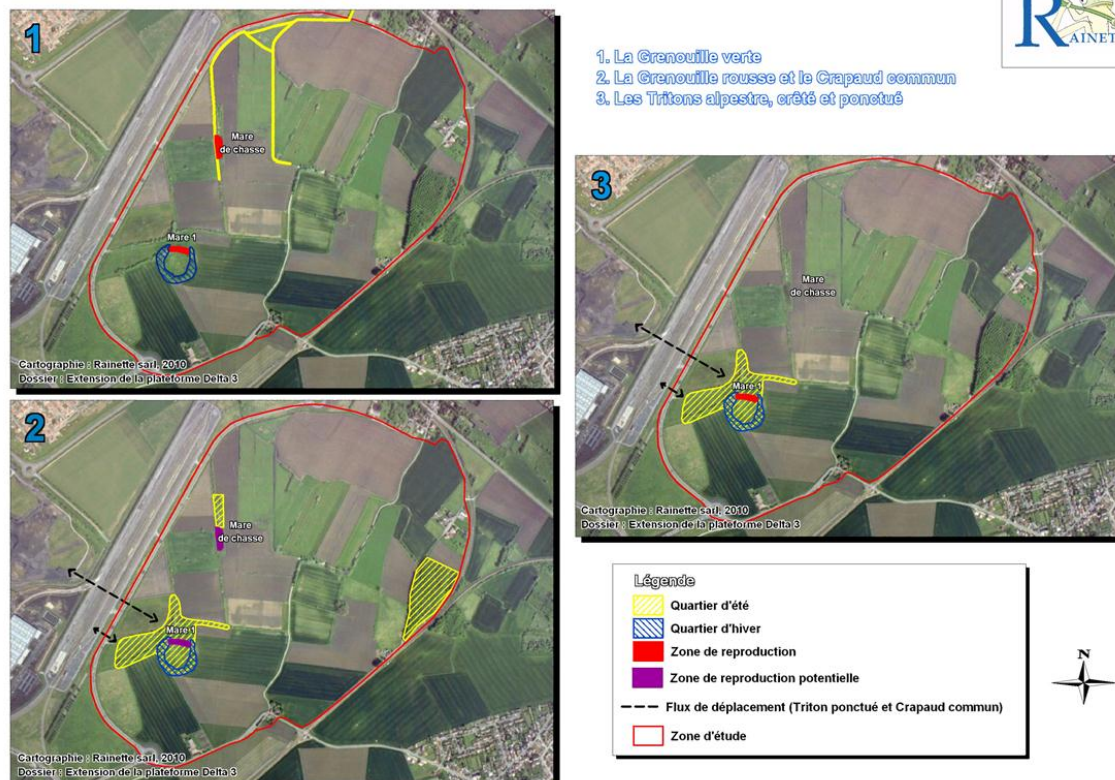 1
Mare
de chasse
Mare 1
Cartographie : Rainette sarl, 2010
Dossier : Extension de la plateforme Delta 3
1. La Grenouille verte
2. La Grenouille rousse et le Crapaud commun
3. Les Tritons alpestre, crêté et ponctué
2
Mare
de chasse
Mare 1
Cartographie : Rainette sarl, 2010
Dossier : Extension de la plateforme Delta 3
3
Mare
de chasse
Mare 1
Cartographie : Rainette sarl, 2010
Dossier : Extension de la plateforme Delta 3
Légende
Quartier d'été
Quartier d'hiver
Zone de reproduction
Zone de reproduction potentielle
Flux de déplacement (Triton ponctué et Crapaud commun)
Zone d'étude
N